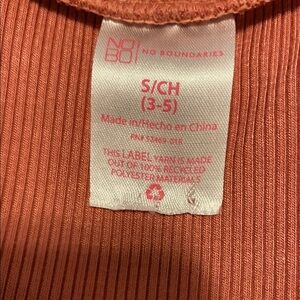 NO
BO
NO BOUNDARIES
S/CH
(3-5)
Made in/Hecho en China
RN# 52469-01R
THIS LABEL YARN IS MADE
OUT OF 100% RECYCLED
POLYESTER MATERIALS